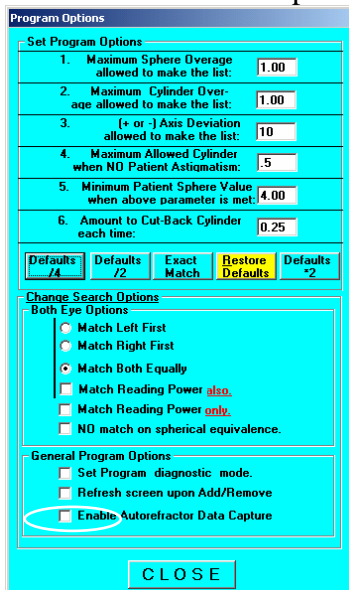 Program Options
Set Program Options
1. Maximum Sphere Overage
allowed to make the list: 1.00
2. Maximum Cylinder Over-
age allowed to make the list: 1.00
3. (+ or -) Axis Deviation
allowed to make the list: 10
4. Maximum Allowed Cylinder
when NO Patient Astigmatism: .5
5. Minimum Patient Sphere Value
when above parameter is met: 4.00
6. Amount to Cut-Back Cylinder
each time: 0.25
Defaults Defaults Exact Restore Defaults
/4 /2 Match Defaults *2
Change Search Options
Both Eye Options
Match Left First
Match Right First
Match Both Equally
Match Reading Power also.
Match Reading Power only.
NO match on spherical equivalence.
General Program Options
Set Program diagnostic mode.
Refresh screen upon Add/Remove
Enable Autorefractor Data Capture
CLOSE